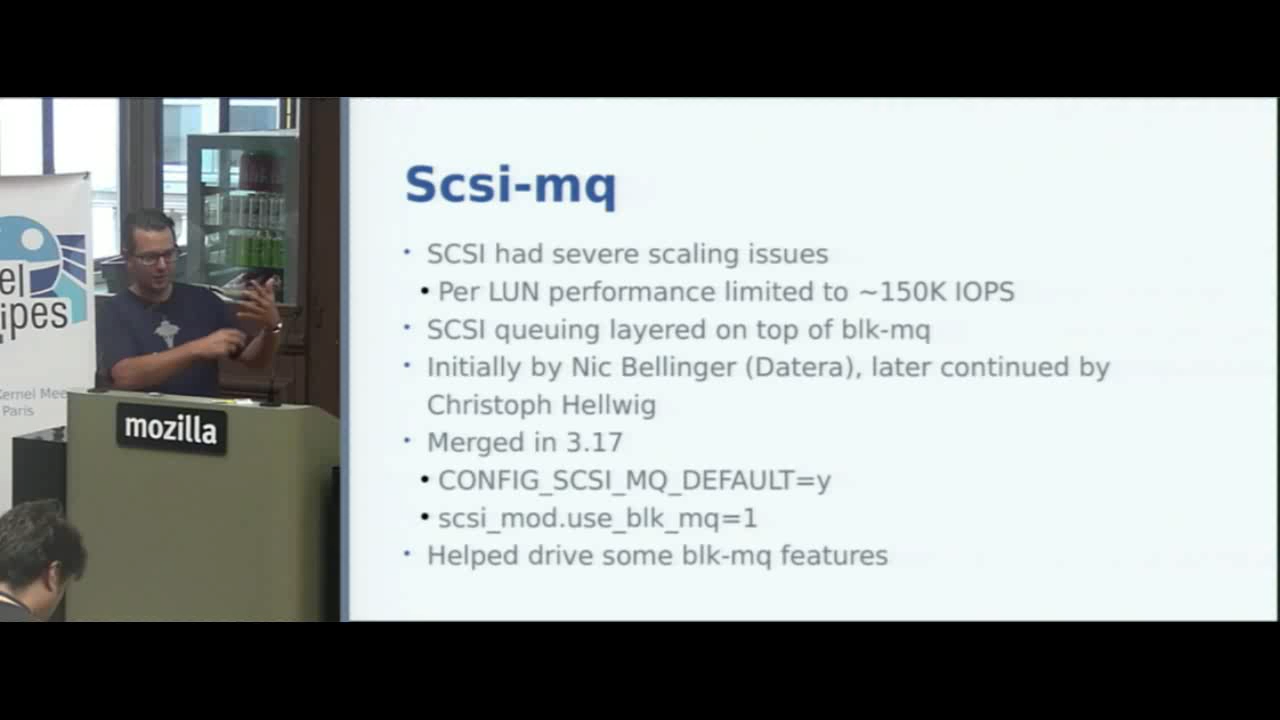 el
ipes
Kernel Mee
Paris
mozilla
Scsi-mq
• SCSI had severe scaling issues
• Per LUN performance limited to ~150K IOPS
• SCSI queuing layered on top of blk-mq
• Initially by Nic Bellinger (Datera), later continued by
Christoph Hellwig
• Merged in 3.17
• CONFIG_SCSI_MQ_DEFAULT=y
• scsi_mod.use_blk_mq=1
• Helped drive some blk-mq features